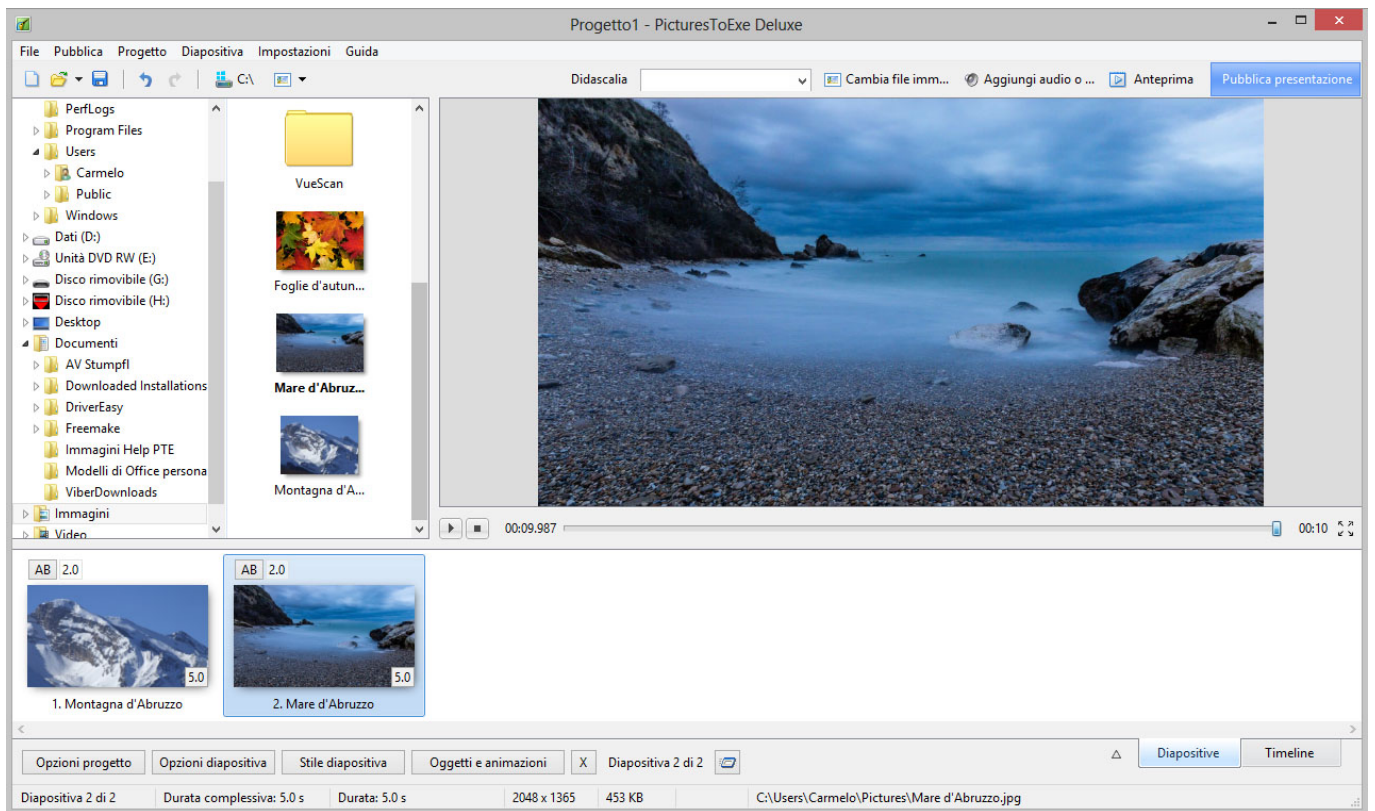 Progetto1 - PicturesToExe Deluxe
File Pubblica Progetto Diapositiva Impostazioni Guida
C:\ Didascalia Cambia file imm... Aggiungi audio o ... Anteprima Pubblica presentazione
PerfLogs
Program Files
Users
Carmelo
Public
Windows
Dati (D:)
Unità DVD RW (E:)
Disco rimovibile (G:)
Disco rimovibile (H:)
Desktop
Documenti
AV Stumpfl
Downloaded Installations
DriverEasy
Freemake
Immagini Help PTE
Modelli di Office persona
ViberDownloads
Immagini
Video
VueScan
Foglie d'autun...
Mare d'Abruz...
Montagna d'A...
00:09.987 00:10
AB 2.0 AB 2.0
5.0 5.0
1. Montagna d'Abruzzo 2. Mare d'Abruzzo
Opzioni progetto Opzioni diapositiva Stile diapositiva Oggetti e animazioni X Diapositiva 2 di 2 Diapositive Timeline
Diapositiva 2 di 2 Durata complessiva: 5.0 s Durata: 5.0 s 2048 x 1365 453 KB C:\Users\Carmelo\Pictures\Mare d'Abruzzo.jpg